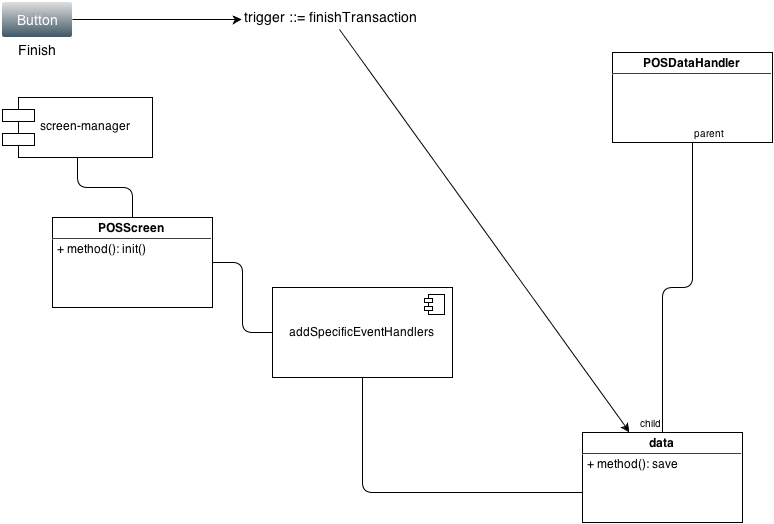 Button
trigger ::= finishTransaction
Finish
POSDataHandler
screen-manager
parent
POSScreen
+ method(): init()
addSpecificEventHandlers
child
data
+ method(): save